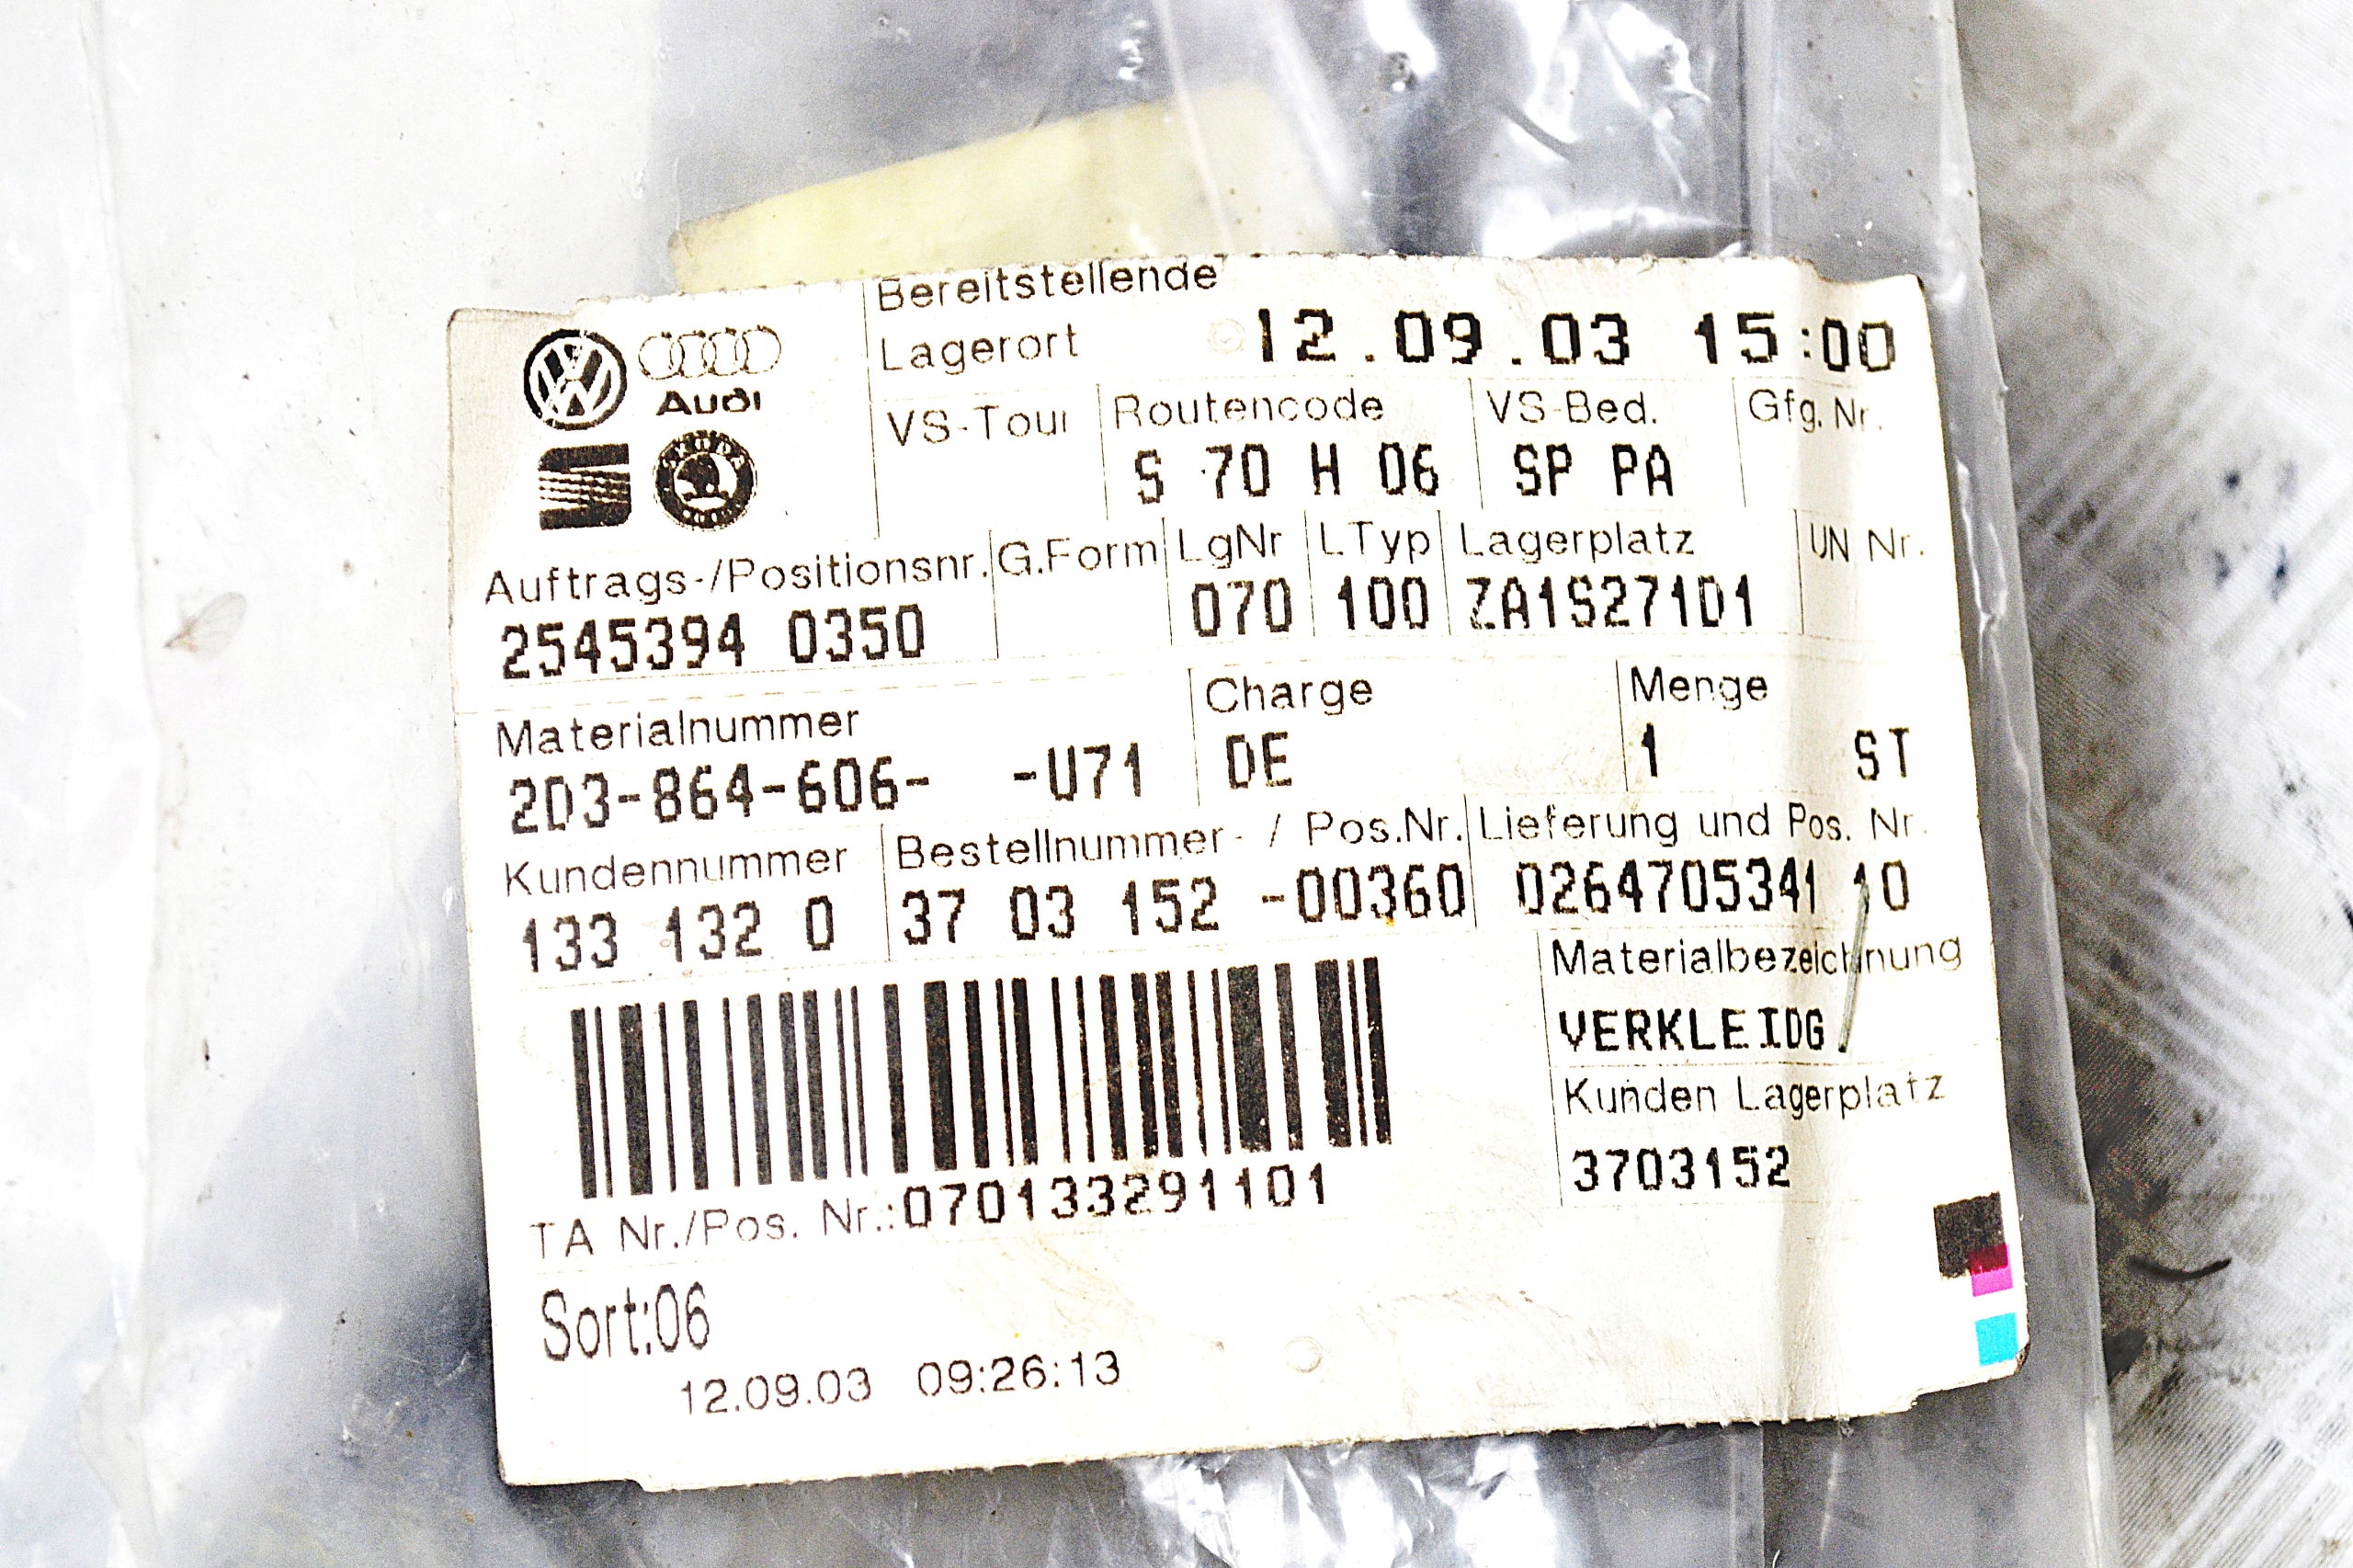 Bereitstellende
Lagerort 12.09.03 15:00
Audi
VS-Tour Routencode VS-Bed. Gfg. Nr.
S 70 H 06 SP PA
Auftrags-/Positionsnr. G.Form LgNr LTyp Lagerplatz UN Nr.
2545394 0350 070 100 ZA1S271D1
Materialnummer Charge Menge
2D3-864-606- -U71 DE 1 ST
Kundennummer Bestellnummer- / Pos.Nr. Lieferung und Pos. Nr.
133 132 0 37 03 152 -00360 0264705341 10
Materialbezeichnung
VERKLEIDG
Kunden Lagerplatz
3703152
TA Nr./Pos. Nr.:070133291101
Sort:06
12.09.03 09:26:13